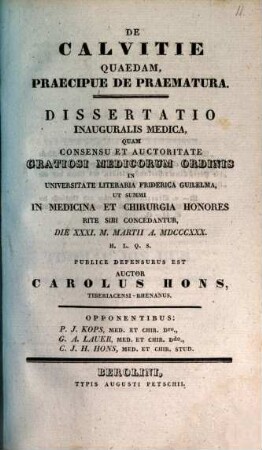 DE
CALVITIE
QUAEDAM,
PRAECIPUE DE PRAEMATURA.
DISSERTATIO
INAUGURALIS MEDICA,
QUAM
CONSENSU ET AUCTORITATE
GRATIOSI MEDICORUM ORDINIS
IN
UNIVERSITATE LITERARIA FRIDERICA GUILELMA,
UT SUMMI
IN MEDICINA ET CHIRURGIA HONORES
RITE SIBI CONCEDANTUR,
DIE XXXI. M. MARTII A. MDCCCXXX.
H. L. Q. S.
PUBLICE DEFENSURUS EST
AUCTOR
CAROLUS HONS,
TIBERIACENSI-RHENANUS.
OPPONENTIBUS:
P. J. KOPS, MED. ET CHIR. Dre.,
G. A. LAUER, MED. ET CHIR. Ddo.,
C. J. H. HONS, MED. ET CHIR. STUD.
BEROLINI,
TYPIS AUGUSTI PETSCHII.